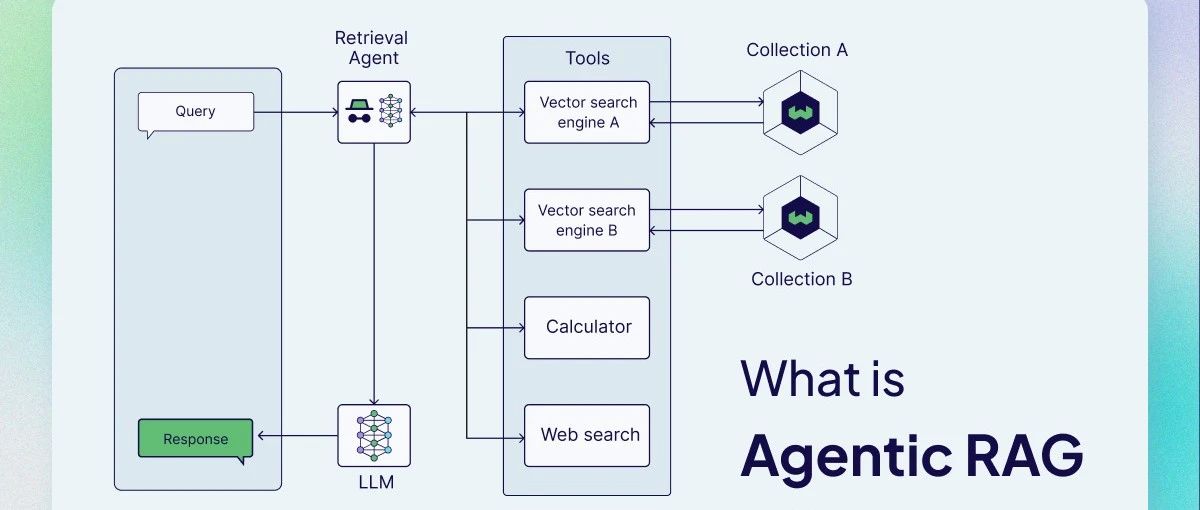 Retrieval
Agent
Tools
Collection A
Query
Vector search
engine A
Vector search
engine B
Collection B
Calculator
What is
Agentic RAG
Response
Web search
LLM